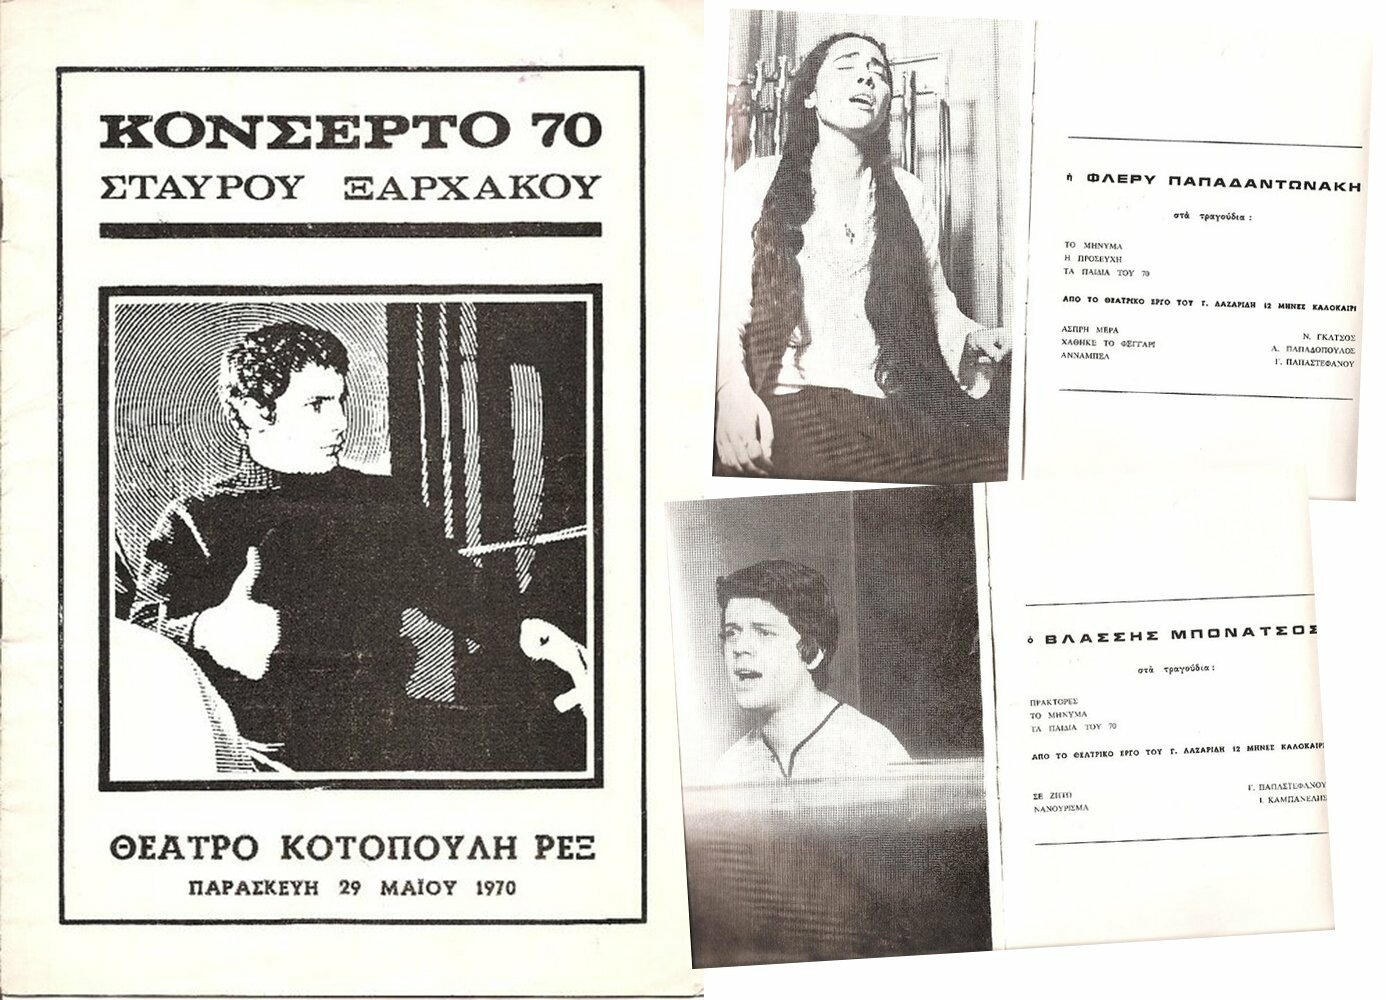 ΚΟΝΣΕΡΤΟ 70
ΣΤΑΥΡΟΥ ΞΑΡΧΑΚΟΥ
ΘΕΑΤΡΟ ΚΟΤΟΠΟΥΛΗ ΡΕΞ
ΠΑΡΑΣΚΕΥΗ 29 ΜΑΪΟΥ 1970
ἡ ΦΛΕΡΥ ΠΑΠΑΔΑΝΤΩΝΑΚΗ
στὰ τραγούδια :
ΤΟ ΜΗΝΥΜΑ
Η ΠΡΟΣΕΥΧΗ
ΤΑ ΠΑΙΔΙΑ ΤΟΥ 70
ΑΠΟ ΤΟ ΘΕΑΤΡΙΚΟ ΕΡΓΟ ΤΟΥ Γ. ΛΑΖΑΡΙΔΗ 12 ΜΗΝΕΣ ΚΑΛΟΚΑΙΡΙ
ΑΣΠΡΗ ΜΕΡΑ Ν. ΓΚΑΤΣΟΣ
ΧΑΘΗΚΕ ΤΟ ΦΕΓΓΑΡΙ Λ. ΠΑΠΑΔΟΠΟΥΛΟΣ
ΑΝΝΑΜΠΕΛ Γ. ΠΑΠΑΣΤΕΦΑΝΟΥ
ὁ ΒΛΑΣΣΗΣ ΜΠΟΝΑΤΣΟΣ
στὰ τραγούδια :
ΠΡΑΚΤΟΡΕΣ
ΤΟ ΜΗΝΥΜΑ
ΤΑ ΠΑΙΔΙΑ ΤΟΥ 70
ΑΠΟ ΤΟ ΘΕΑΤΡΙΚΟ ΕΡΓΟ ΤΟΥ Γ. ΛΑΖΑΡΙΔΗ 12 ΜΗΝΕΣ ΚΑΛΟΚΑΙΡΙ
ΣΕ ΖΗΤΩ Γ. ΠΑΠΑΣΤΕΦΑΝΟΥ
ΝΑΝΟΥΡΙΣΜΑ Ι. ΚΑΜΠΑΝΕΛΗΣ